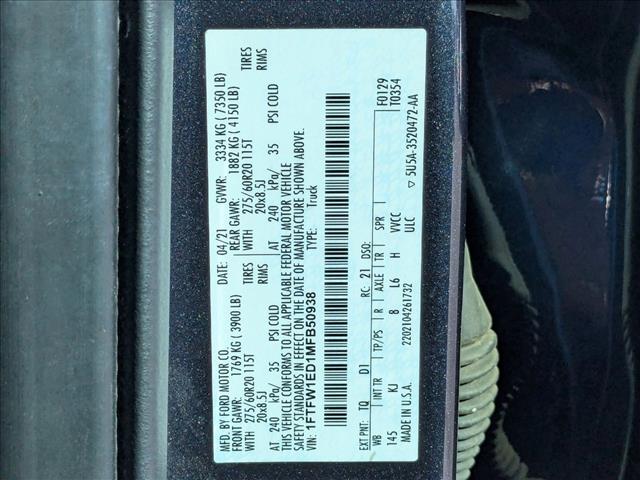 MFD. BY FORD MOTOR CO.
DATE: 04/21 GVWR: 3334 KG ( 7350 LB)
FRONT GAWR: 1769 KG ( 3900 LB) REAR GAWR: 1882 KG ( 4150 LB)
WITH 275/60R20 115T TIRES WITH 275/60R20 115T TIRES
20x8.5J RIMS 20x8.5J RIMS
AT 240 kPa/ 35 PSI COLD AT 240 kPa/ 35 PSI COLD
THIS VEHICLE CONFORMS TO ALL APPLICABLE FEDERAL MOTOR VEHICLE
SAFETY STANDARDS IN EFFECT ON THE DATE OF MANUFACTURE SHOWN ABOVE.
VIN: 1FTFW1ED1MFB50938
TYPE: Truck
F0129
T0354
EXT PNT: TQ D1 RC: 21 DSO:
WB INT TR TP/PS R AXLE TR SPR
145 KJ 8 L6 H VVCC
ULC
2202104261732
MADE IN U.S.A.
▽ 5U5A-3520472-AA